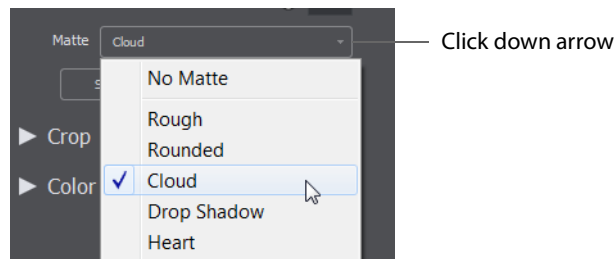 Matte Cloud Click down arrow
No Matte
Rough
Crop
Rounded
Color Cloud
Drop Shadow
Heart